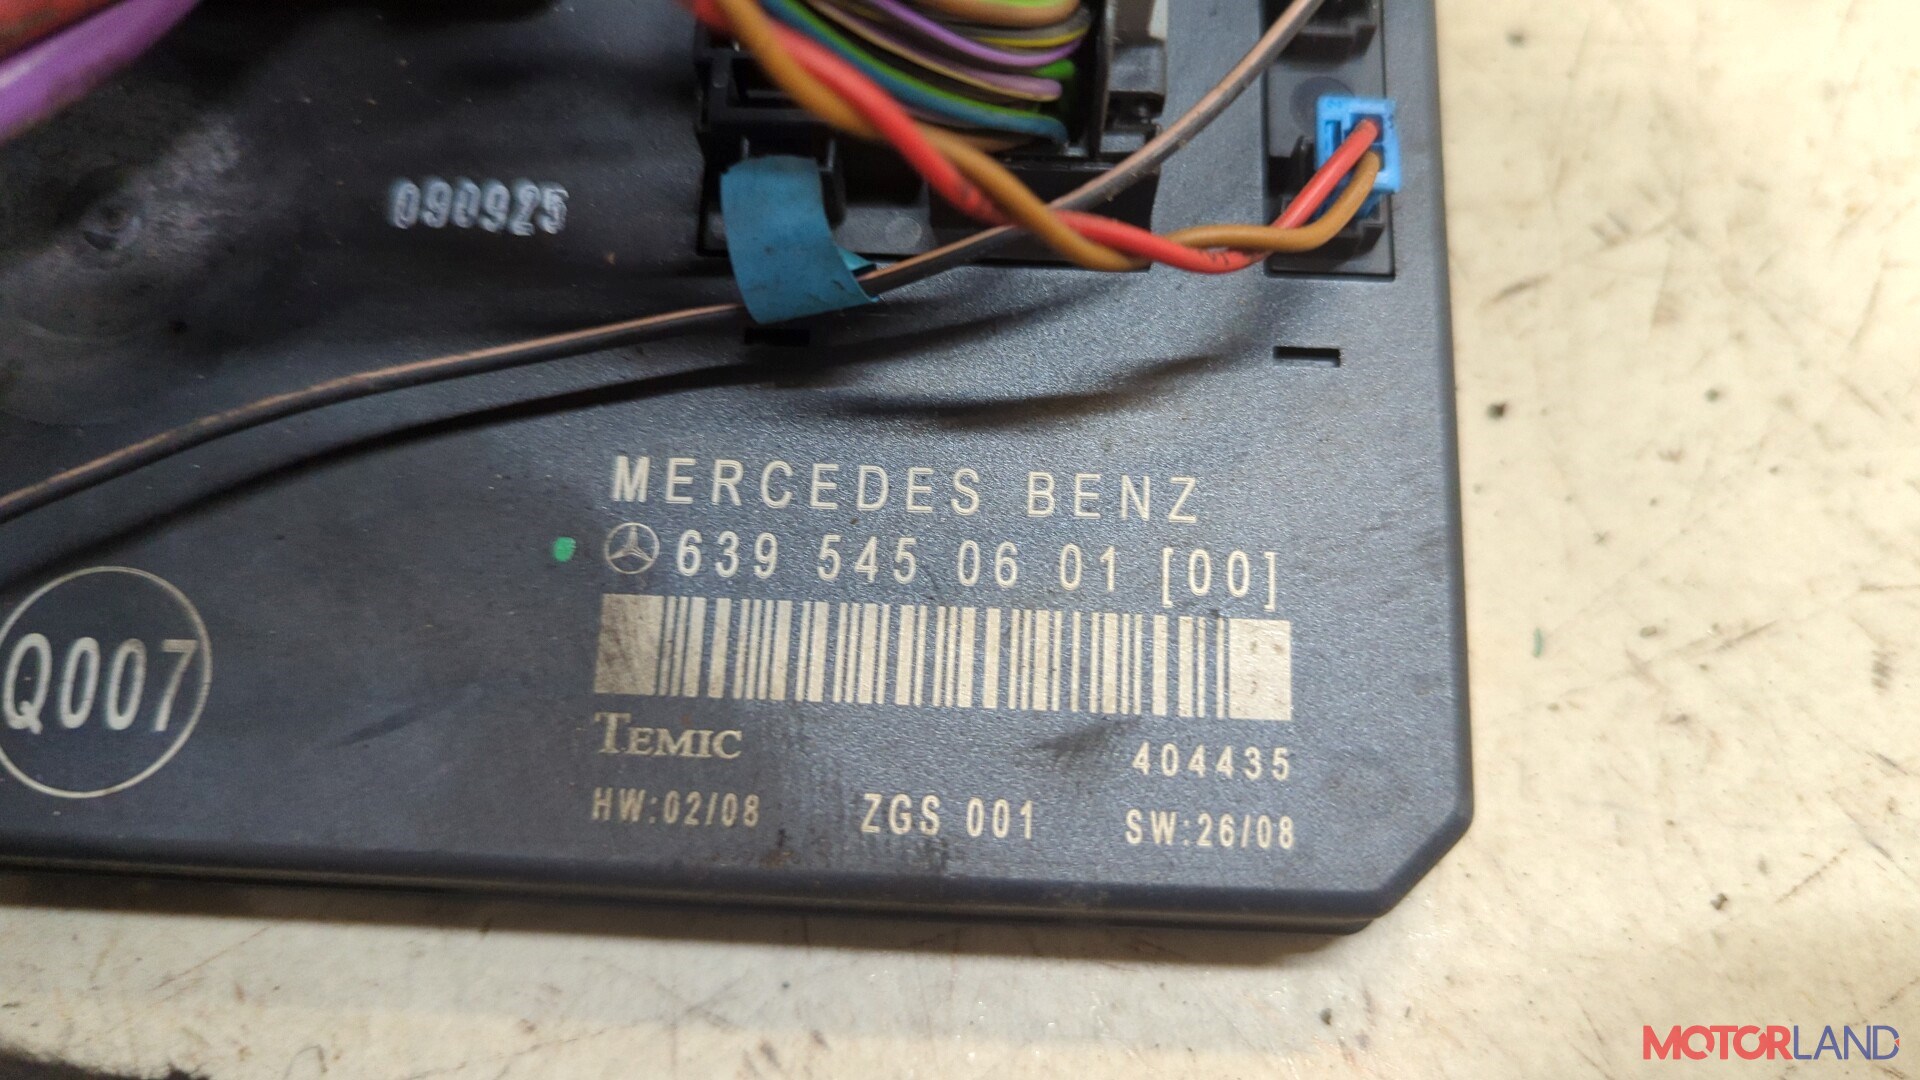 090925
MERCEDES BENZ
639 545 06 01 [00]
Q007
TEMIC
404435
HW:02/08 ZGS 001 SW:26/08
MOTORLAND